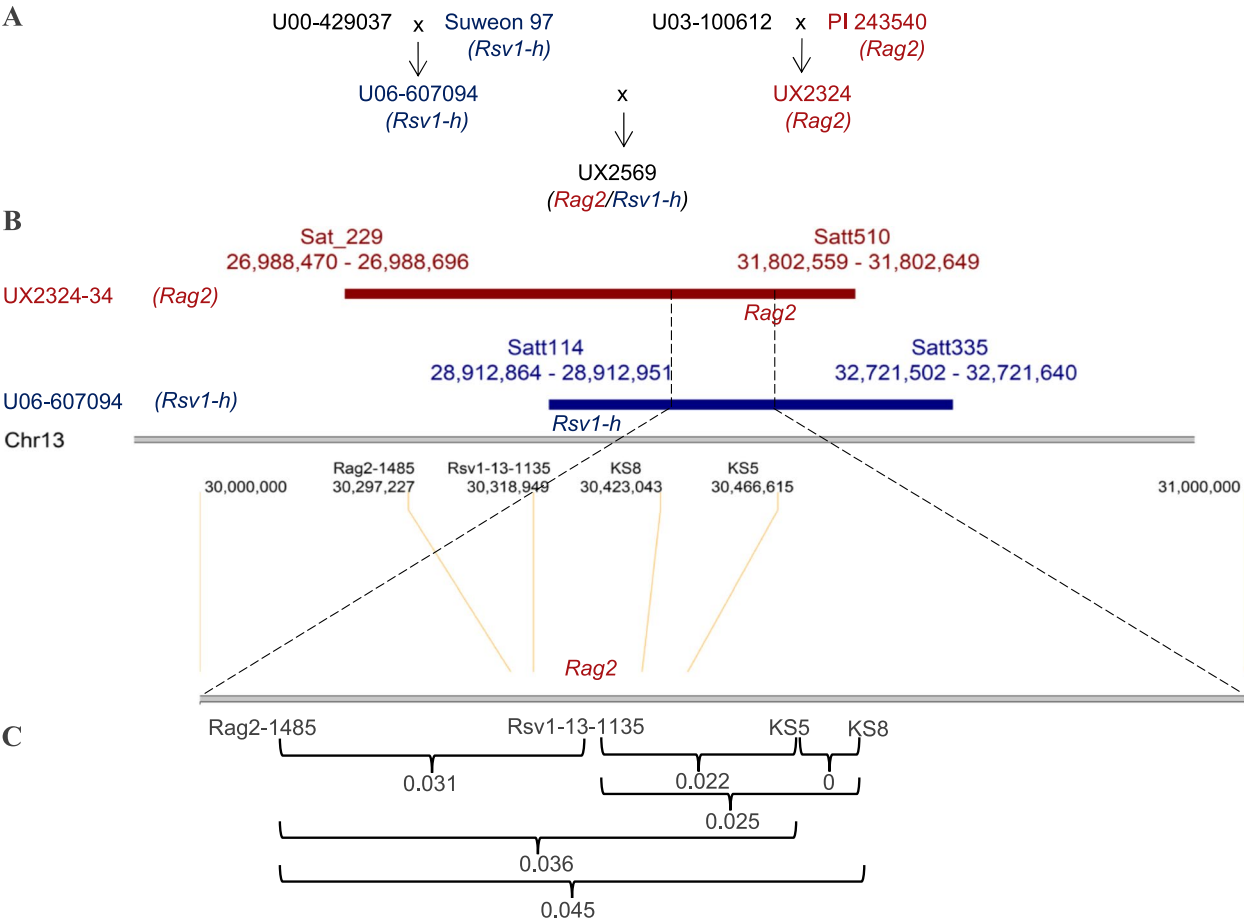 A
U00-429037 x Suweon 97 U03-100612 x PI 243540
(Rsv1-h) (Rag2)
U06-607094 x UX2324
(Rsv1-h) (Rag2)
UX2569
(Rag2/Rsv1-h)
B
Sat_229 Satt510
26,988,470 - 26,988,696 31,802,559 - 31,802,649
UX2324-34 (Rag2)
Rag2
Satt114 Satt335
28,912,864 - 28,912,951 32,721,502 - 32,721,640
U06-607094 (Rsv1-h)
Rsv1-h
Chr13
Rag2-1485 Rsv1-13-1135 KS8 KS5
30,000,000 30,297,227 30,318,949 30,423,043 30,466,615 31,000,000
Rag2
C
Rag2-1485 Rsv1-13-1135 KS5 KS8
0.031 0.022 0
0.025
0.036
0.045